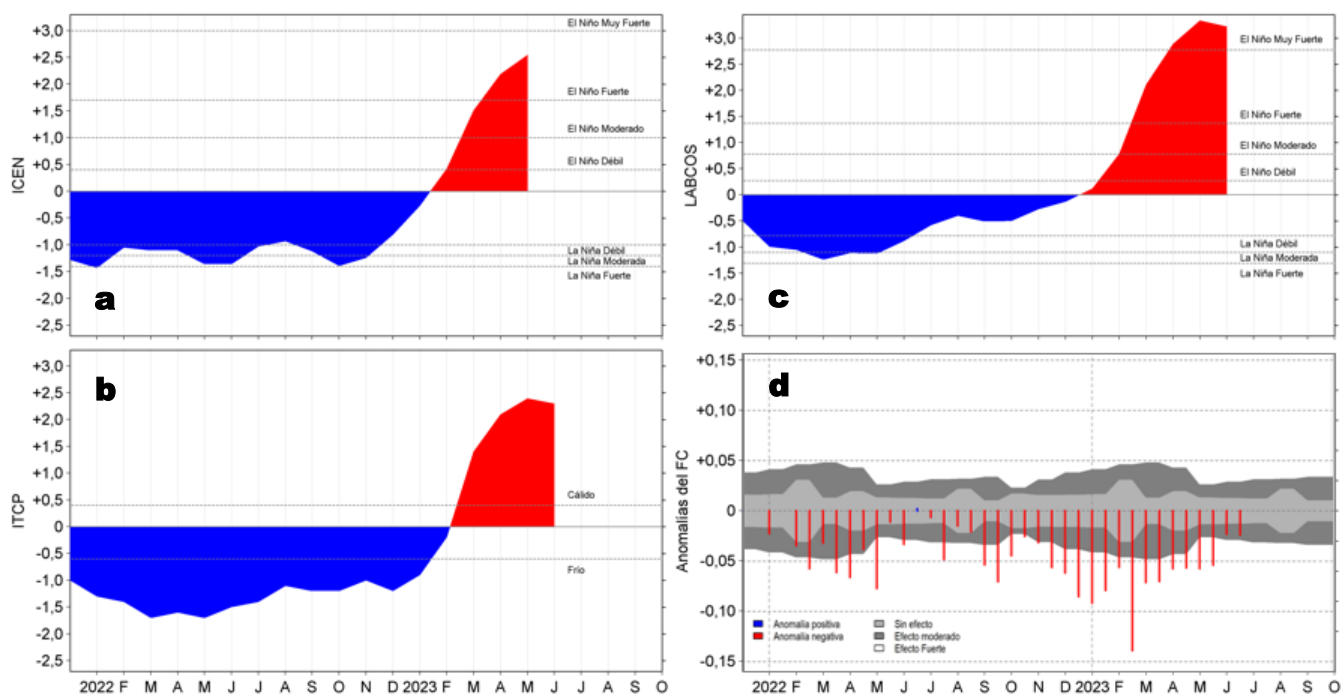 a
ICEN
+3,0
+2,5
+2,0
+1,5
+1,0
+0,5
0
-0,5
-1,0
-1,5
-2,0
-2,5
El Niño Muy Fuerte
El Niño Fuerte
El Niño Moderado
El Niño Débil
La Niña Débil
La Niña Moderada
La Niña Fuerte
c
LABCOS
+3,0
+2,5
+2,0
+1,5
+1,0
+0,5
0
-0,5
-1,0
-1,5
-2,0
-2,5
El Niño Muy Fuerte
El Niño Fuerte
El Niño Moderado
El Niño Débil
La Niña Débil
La Niña Moderada
La Niña Fuerte
b
ITCP
+3,0
+2,5
+2,0
+1,5
+1,0
+0,5
0
-0,5
-1,0
-1,5
-2,0
-2,5
Cálido
Frío
2022 F M A M J J A S O N D 2023 F M A M J J A S O
d
Anomalías del FC
+0,15
+0,10
+0,05
0
-0,05
-0,10
-0,15
Anomalía positiva
Anomalía negativa
Sin efecto
Efecto moderado
Efecto Fuerte
2022 F M A M J J A S O N D 2023 F M A M J J A S O